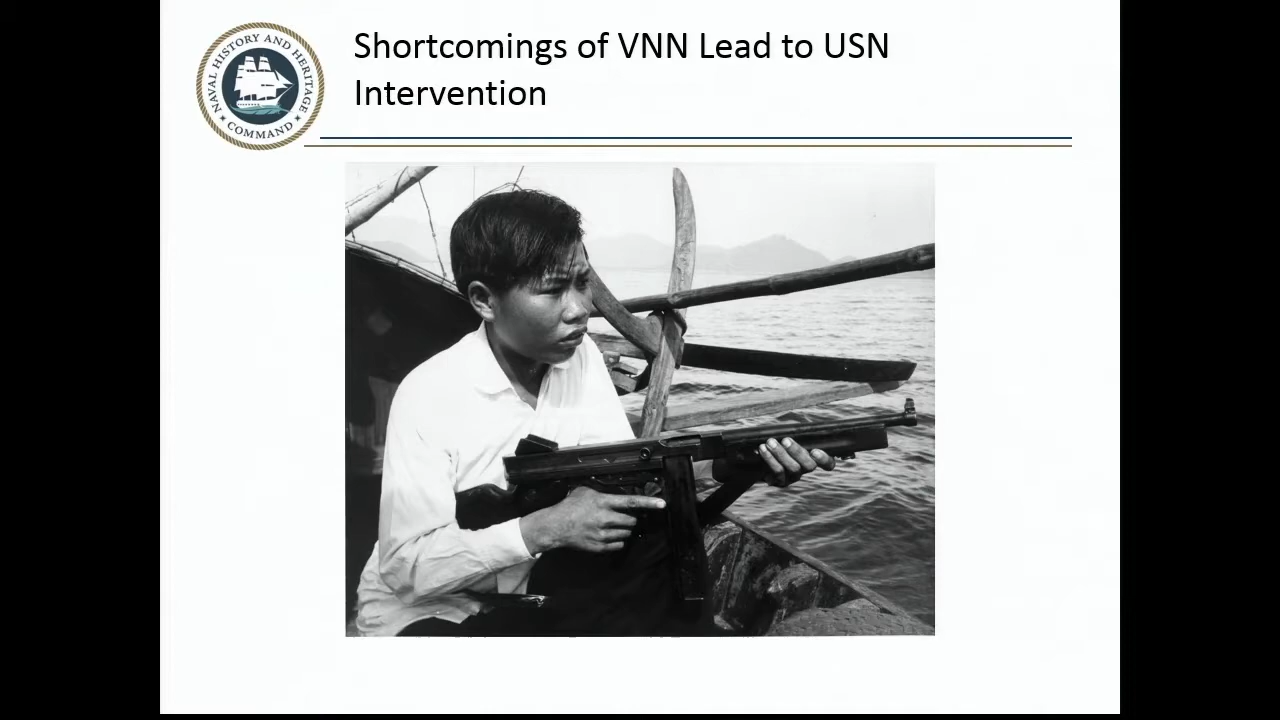 Shortcomings of VNN Lead to USN
Intervention
NAVAL HISTORY AND HERITAGE
COMMAND